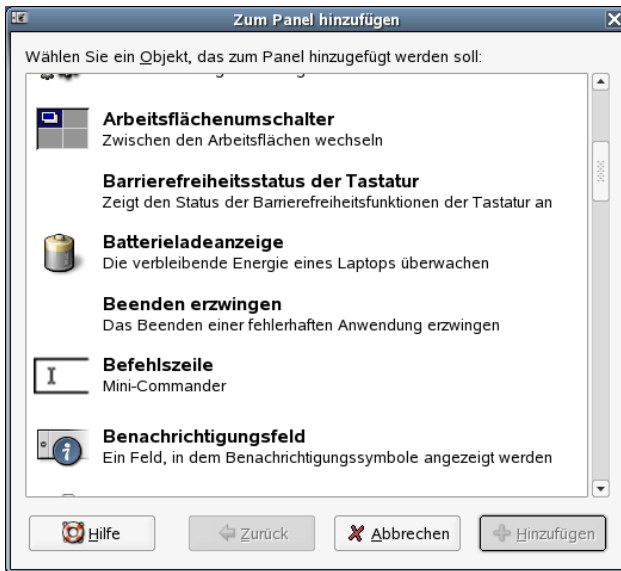 Zum Panel hinzufügen
Wählen Sie ein Objekt, das zum Panel hinzugefügt werden soll:
Arbeitsflächenumschalter
Zwischen den Arbeitsflächen wechseln
Barrierefreiheitsstatus der Tastatur
Zeigt den Status der Barrierefreiheitsfunktionen der Tastatur an
Batterieladeanzeige
Die verbleibende Energie eines Laptops überwachen
Beenden erzwingen
Das Beenden einer fehlerhaften Anwendung erzwingen
Befehlszeile
Mini-Commander
Benachrichtigungsfeld
Ein Feld, in dem Benachrichtigungssymbole angezeigt werden
Hilfe
Zurück
Abbrechen
Hinzufügen